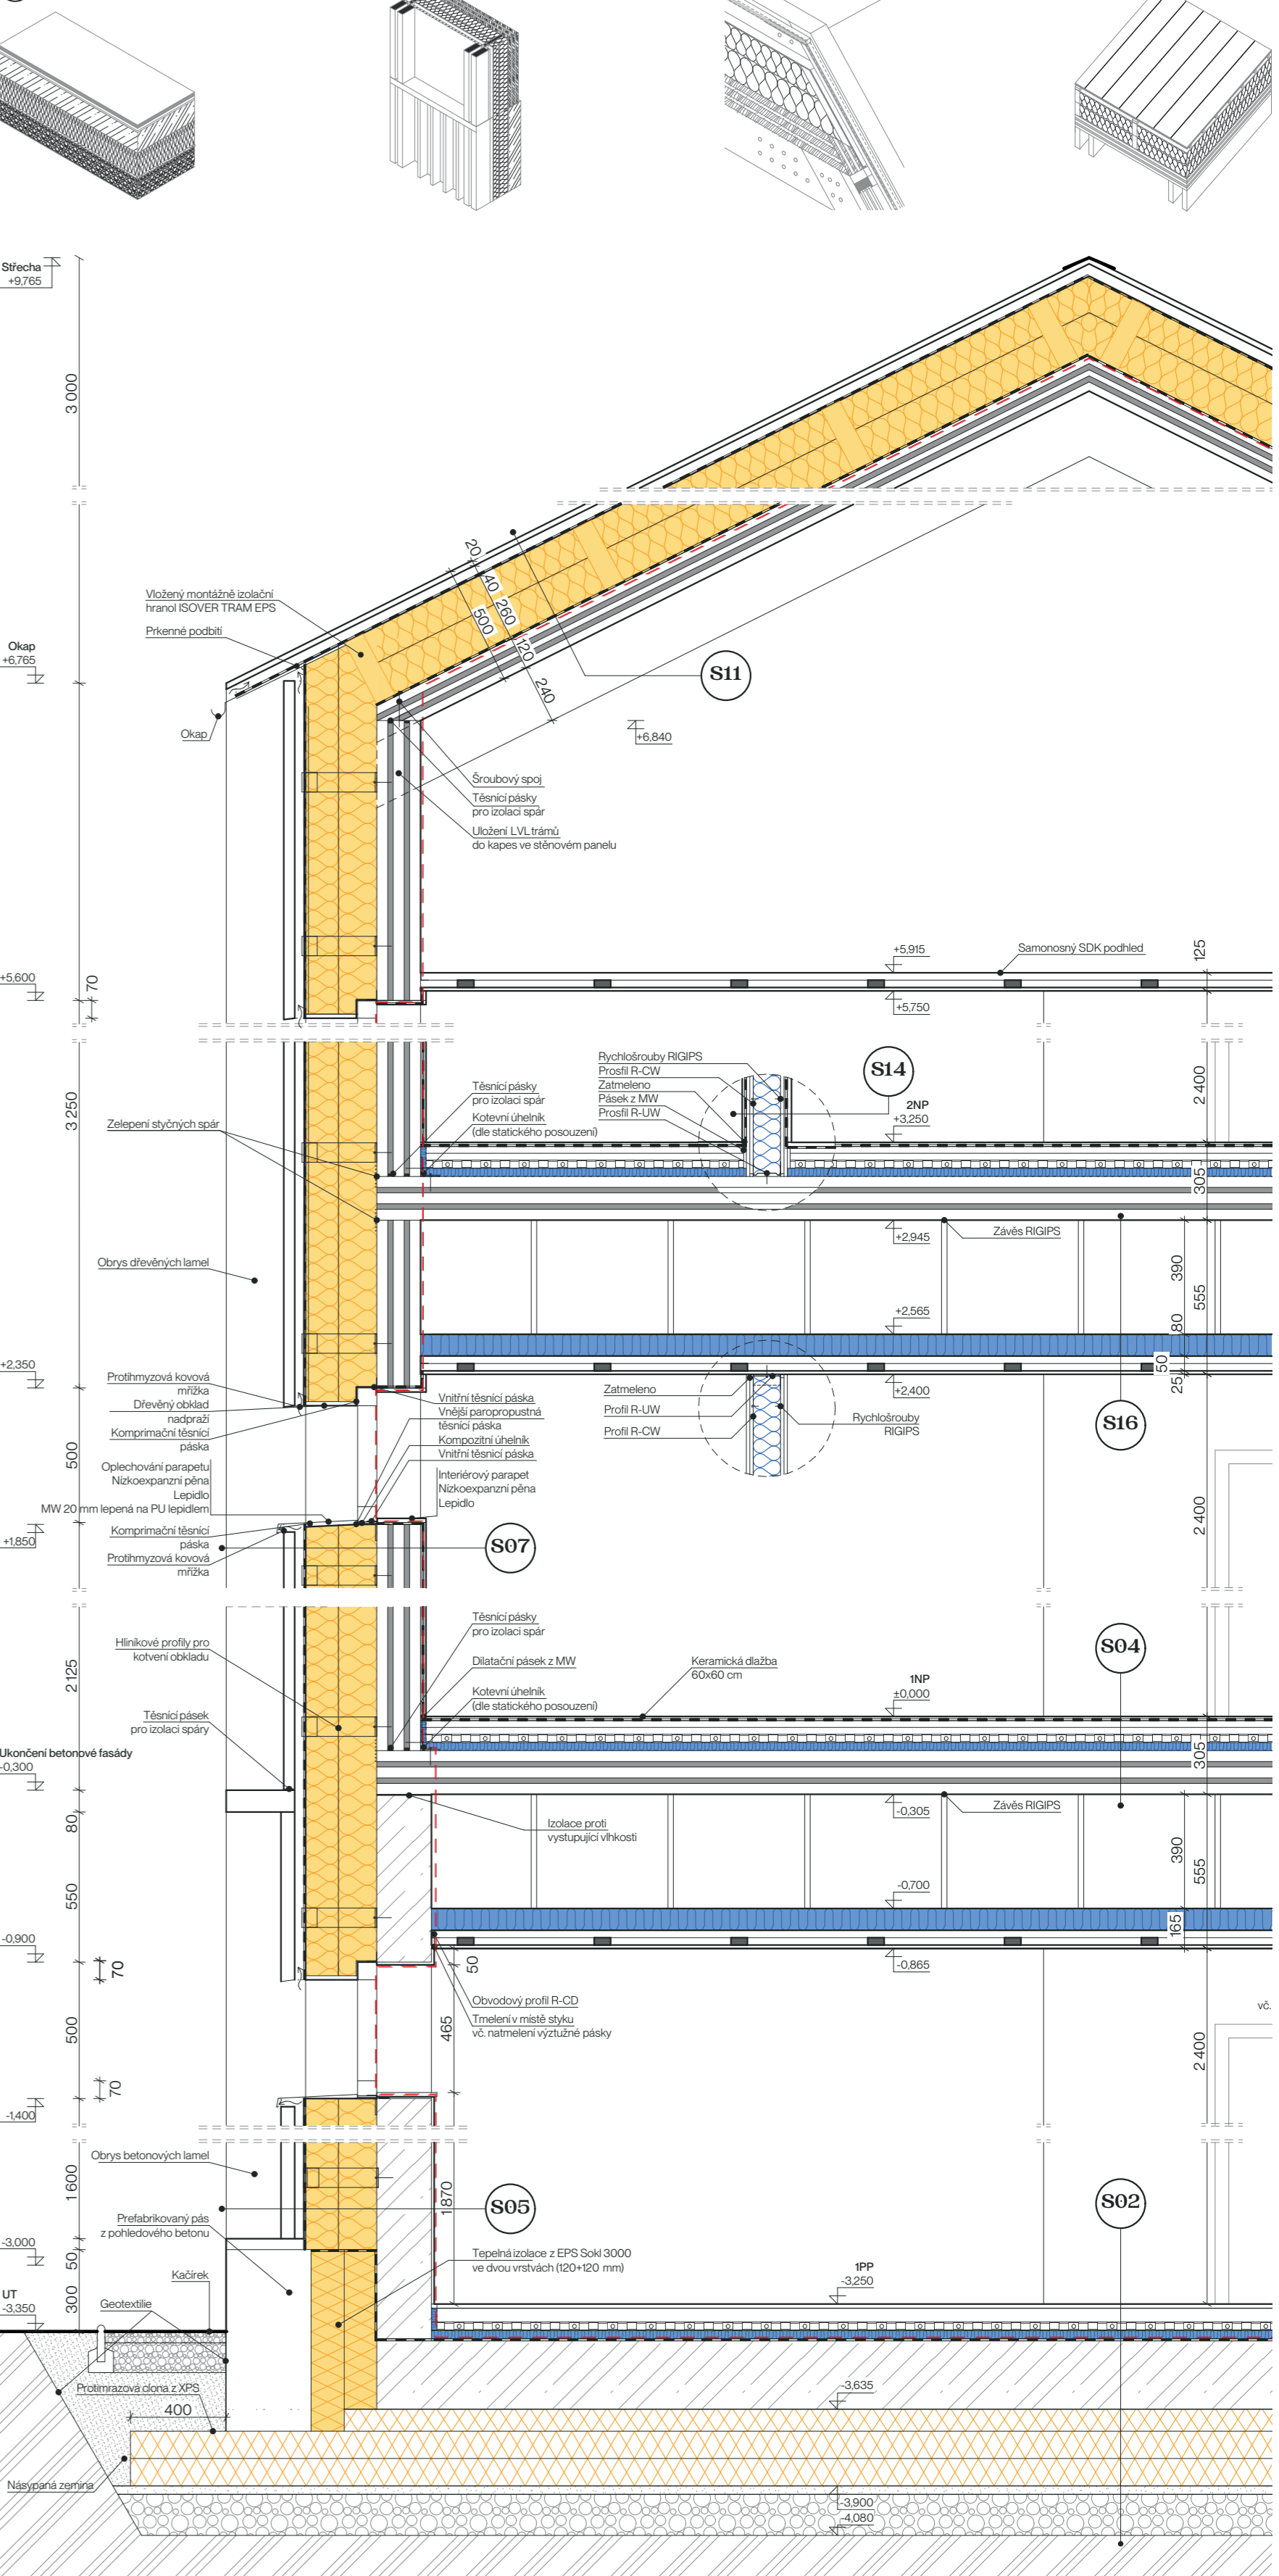 Střecha
+9,765
3 000
Vložený montážně izolační
hranol ISOVER TRAM EPS
Prkenné podbití
Okap
+6,765
Okap
20
40
260
500
120
240
S11
+6,840
Šroubový spoj
Těsnící pásky
pro izolaci spár
Uložení LVL trámů
do kapes ve stěnovém panelu
+5,600
70
+5,915
Samonosný SDK podhled
125
+5,750
3 250
Rychlošrouby RIGIPS
Prosfil R-CW
Zatmeleno
Pásek z MW
Prosfil R-UW
S14
2NP
+3,250
2 400
Těsnící pásky
pro izolaci spár
Kotevní úhelník
(dle statického posouzení)
Zelepení styčných spár
305
+2,945
Závěs RIGIPS
Obrys dřevěných lamel
390
555
+2,565
80
50
25
+2,350
+2,400
Protihmyzová kovová
mřížka
Dřevěný obklad
nadpraží
Komprimační těsnící
páska
Vnitřní těsnící páska
Vnější paropropustná
těsnící páska
Kompozitní úhelník
Vnitřní těsnicí páska
Zatmeleno
Profil R-UW
Profil R-CW
Rychlošrouby
RIGIPS
S16
500
Oplechování parapetu
Nízkoexpanzní pěna
Lepidlo
MW 20 mm lepená na PU lepidlem
Interiérový parapet
Nízkoexpanzní pěna
Lepidlo
2 400
+1,850
Komprimační těsnící
páska
Protihmyzová kovová
mřížka
S07
2 125
Hliníkové profily pro
kotvení obkladu
Těsnící pásky
pro izolaci spár
Dilatační pásek z MW
Kotevní úhelník
(dle statického posouzení)
Keramická dlažba
60x60 cm
S04
1NP
±0,000
Těsnící pásek
pro izolaci spáry
Ukončení betonové fasády
-0,300
305
80
-0,305
Závěs RIGIPS
Izolace proti
vystupující vlhkosti
390
555
550
-0,700
165
-0,900
70
50
-0,865
Obvodový profil R-CD
Tmelení v místě styku
vč. natmelení výztužné pásky
vč.
500
465
2 400
70
-1,400
Obrys betonových lamel
1 600
1 870
S05
S02
Prefabrikovaný pás
z pohledového betonu
-3,000
50
Tepelná izolace z EPS Sokl 3000
ve dvou vrstvách (120+120 mm)
Kačírek
1PP
-3,250
300
UT
-3,350
Geotextilie
Protimrazová clona z XPS
400
-3,635
Násypaná zemina
-3,900
-4,080